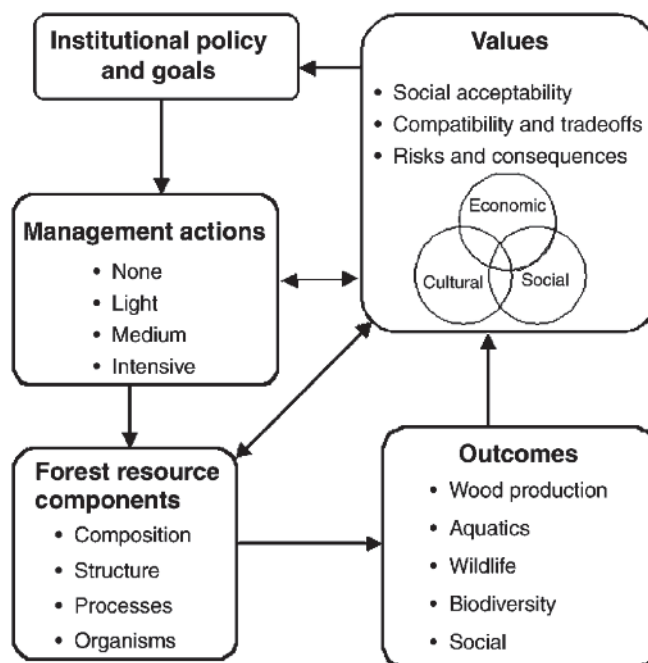 Institutional policy
and goals
Values
• Social acceptability
• Compatibility and tradeoffs
• Risks and consequences
Economic
Cultural
Social
Management actions
• None
• Light
• Medium
• Intensive
Forest resource
components
• Composition
• Structure
• Processes
• Organisms
Outcomes
• Wood production
• Aquatics
• Wildlife
• Biodiversity
• Social